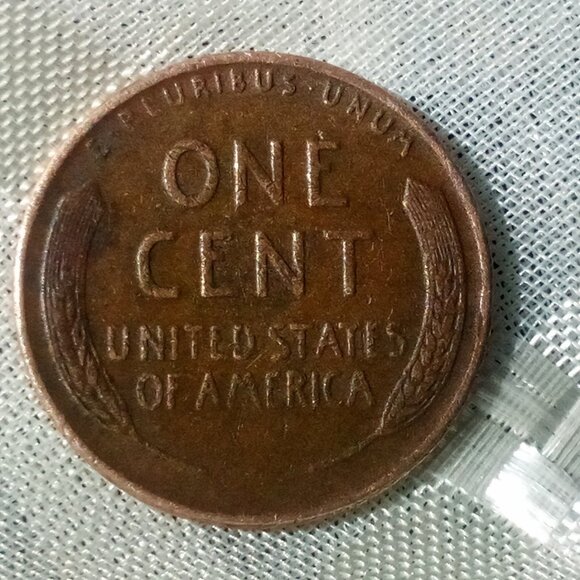 E·PLURIBUS·UNUM
ONE
CENT
UNITED STATES
OF AMERICA